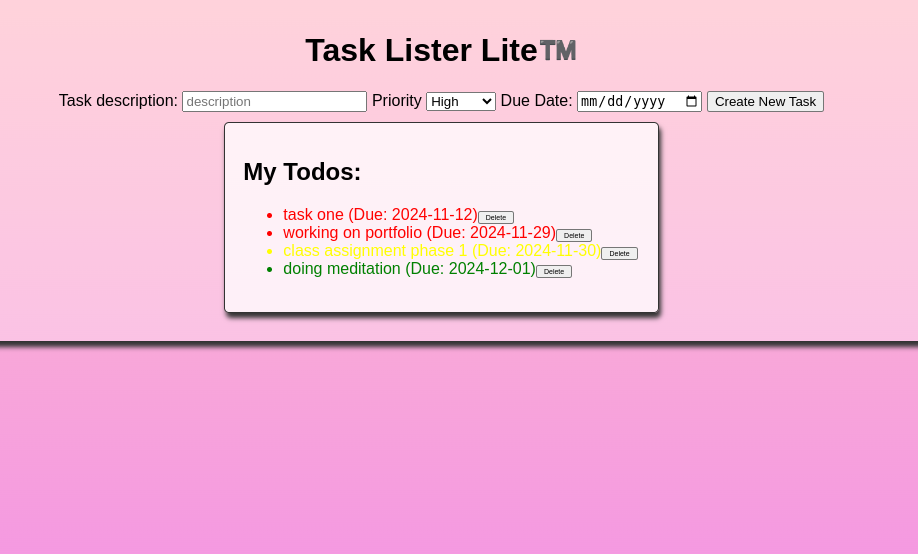 Task Lister Lite™️
Task description: description Priority High Due Date: mm/dd/yyyy Create New Task
My Todos:
task one (Due: 2024-11-12) Delete
working on portfolio (Due: 2024-11-29) Delete
class assignment phase 1 (Due: 2024-11-30) Delete
doing meditation (Due: 2024-12-01) Delete